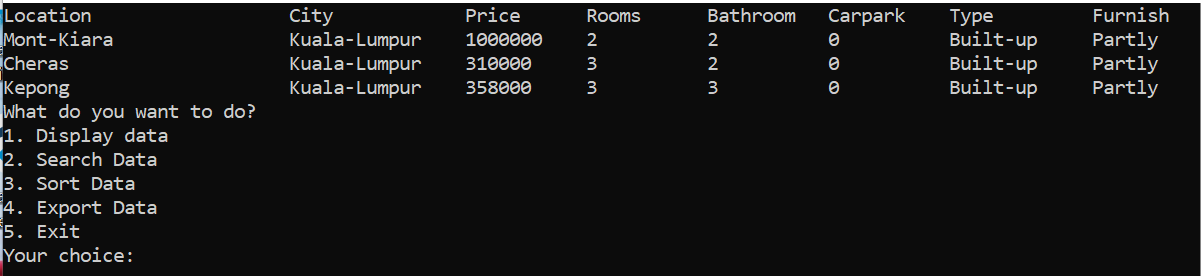 Location City Price Rooms Bathroom Carpark Type Furnish
Mont-Kiara Kuala-Lumpur 1000000 2 2 0 Built-up Partly
Cheras Kuala-Lumpur 310000 3 2 0 Built-up Partly
Kepong Kuala-Lumpur 358000 3 3 0 Built-up Partly
What do you want to do?
1. Display data
2. Search Data
3. Sort Data
4. Export Data
5. Exit
Your choice: